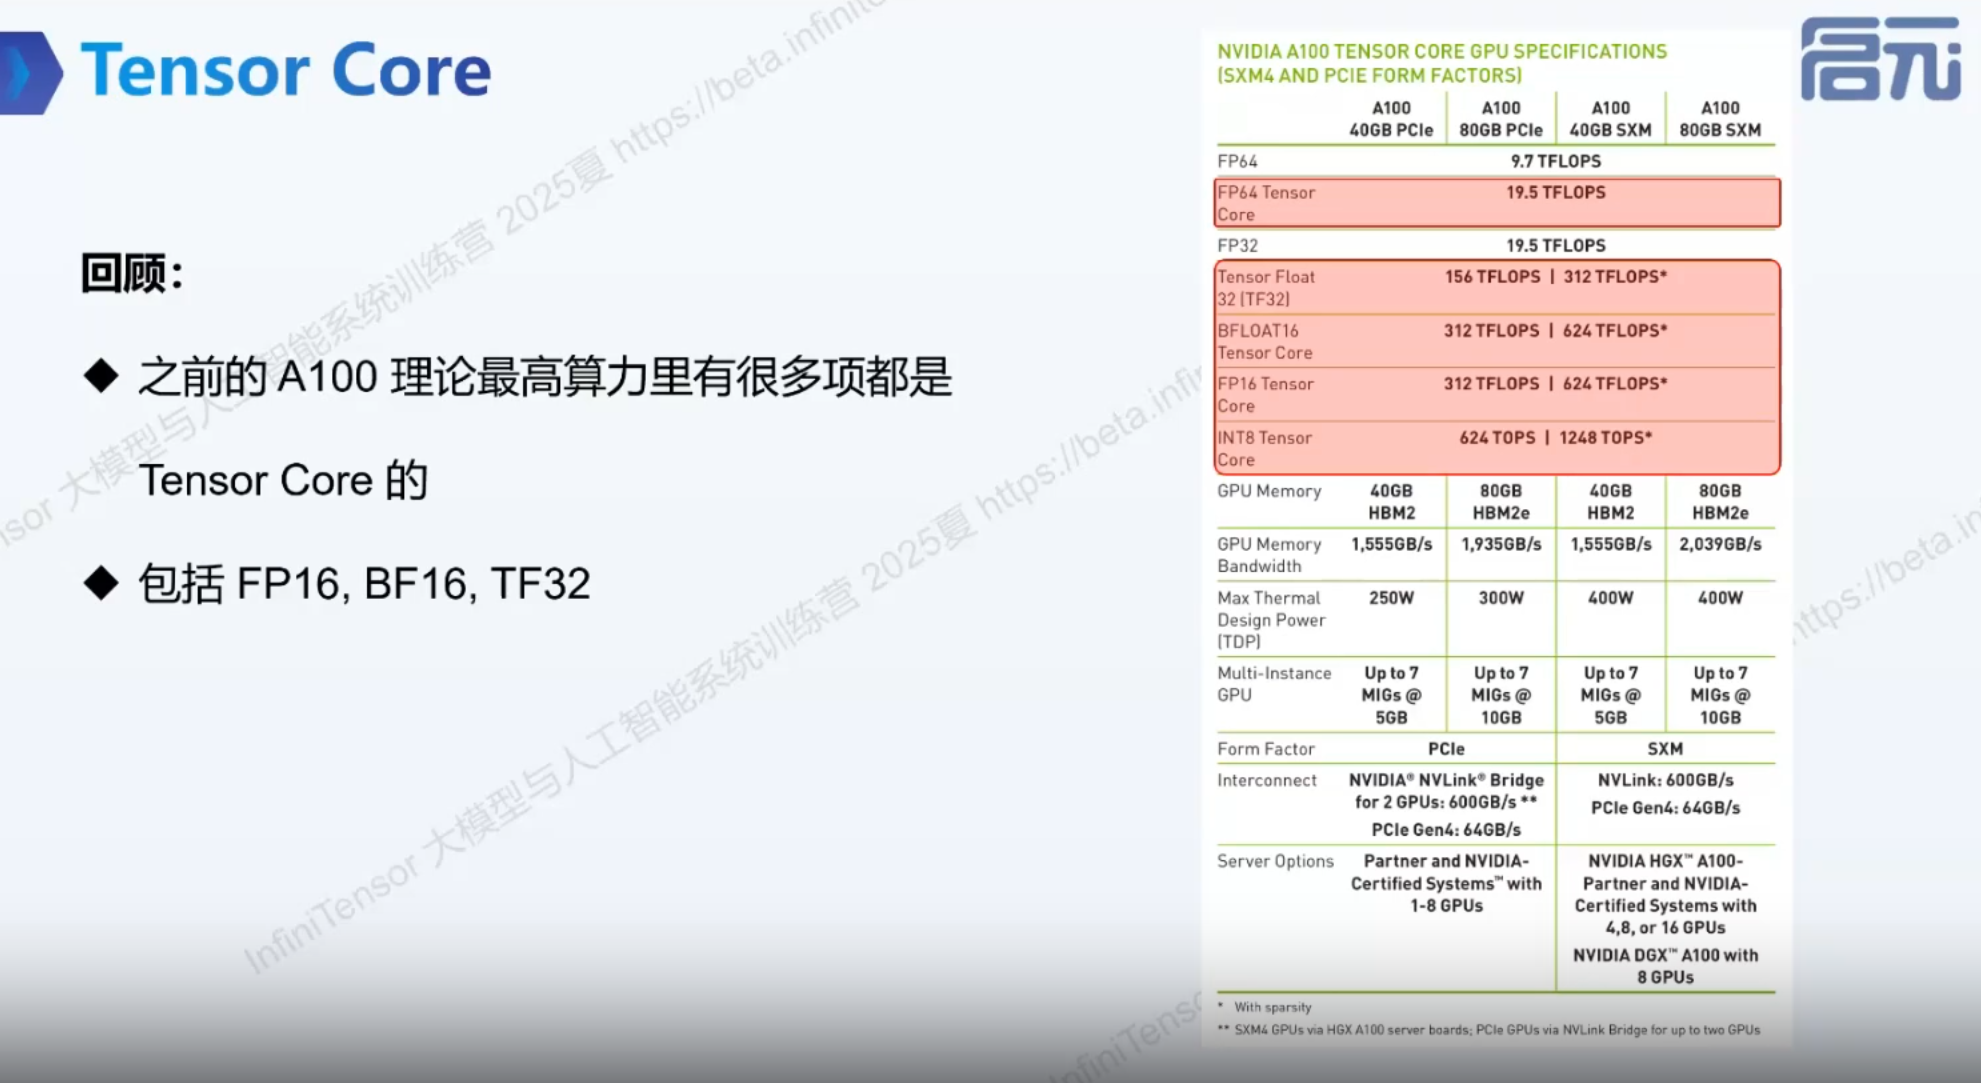 Tensor Core
回顾：
◆ 之前的 A100 理论最高算力里有很多项都是
Tensor Core 的
◆ 包括 FP16, BF16, TF32
启元
NVIDIA A100 TENSOR CORE GPU SPECIFICATIONS
(SXM4 AND PCIE FORM FACTORS)
A100 40GB PCIe A100 80GB PCIe A100 40GB SXM A100 80GB SXM
FP64 9.7 TFLOPS
FP64 Tensor Core 19.5 TFLOPS
FP32 19.5 TFLOPS
Tensor Float 32 (TF32) 156 TFLOPS | 312 TFLOPS*
BFLOAT16 Tensor Core 312 TFLOPS | 624 TFLOPS*
FP16 Tensor Core 312 TFLOPS | 624 TFLOPS*
INT8 Tensor Core 624 TOPS | 1248 TOPS*
GPU Memory 40GB HBM2 80GB HBM2e 40GB HBM2 80GB HBM2e
GPU Memory Bandwidth 1,555GB/s 1,935GB/s 1,555GB/s 2,039GB/s
Max Thermal Design Power (TDP) 250W 300W 400W 400W
Multi-Instance GPU Up to 7 MIGs @ 5GB Up to 7 MIGs @ 10GB Up to 7 MIGs @ 5GB Up to 7 MIGs @ 10GB
Form Factor PCIe SXM
Interconnect NVIDIA® NVLink® Bridge for 2 GPUs: 600GB/s ** PCIe Gen4: 64GB/s NVLink: 600GB/s PCIe Gen4: 64GB/s
Server Options Partner and NVIDIA-Certified Systems™ with 1-8 GPUs NVIDIA HGX™ A100-Partner and NVIDIA-Certified Systems with 4,8, or 16 GPUs NVIDIA DGX™ A100 with 8 GPUs
* With sparsity
** SXM4 GPUs via HGX A100 server boards; PCIe GPUs via NVLink Bridge for up to two GPUs
InfiniTensor 大模型与人工智能系统训练营 2025夏 https://beta.infini